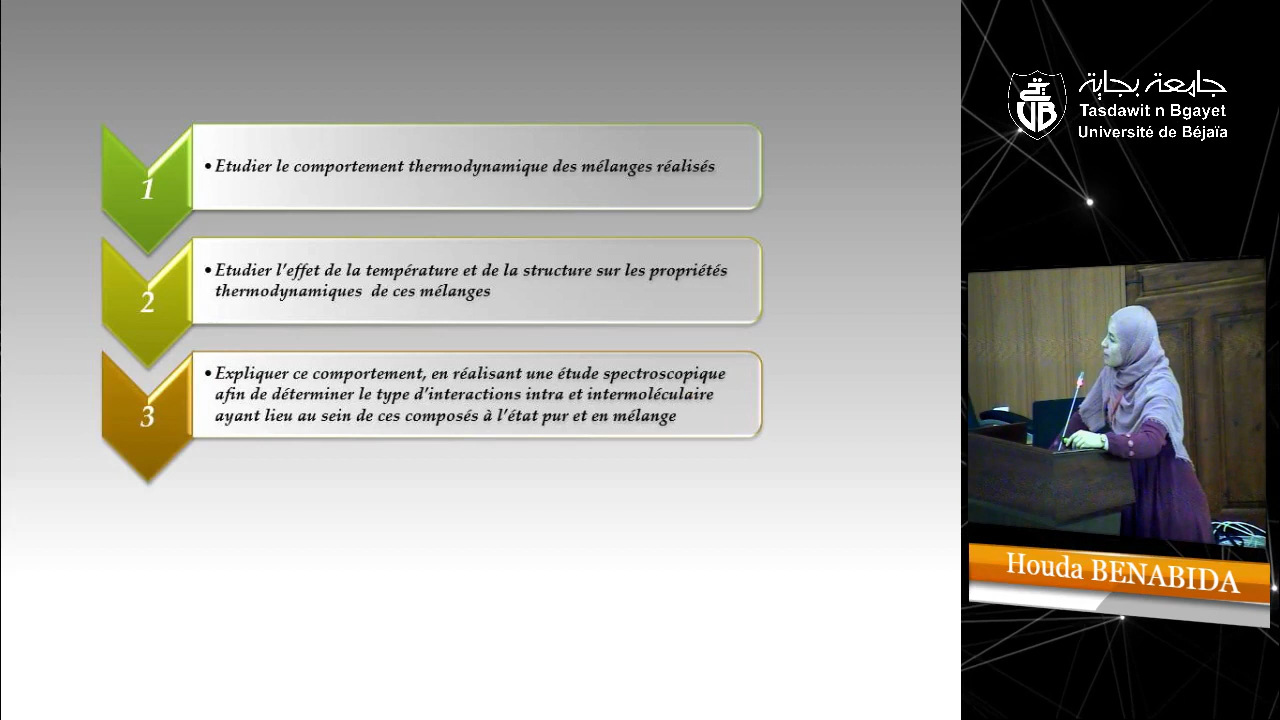 1
• Etudier le comportement thermodynamique des mélanges réalisés
2
• Etudier l'effet de la température et de la structure sur les propriétés
thermodynamiques de ces mélanges
3
• Expliquer ce comportement, en réalisant une étude spectroscopique
afin de déterminer le type d'interactions intra et intermoléculaire
ayant lieu au sein de ces composés à l'état pur et en mélange
UB
جامعة بجاية
Tasdawit n Bgayet
Université de Béjaïa
Houda BENABIDA